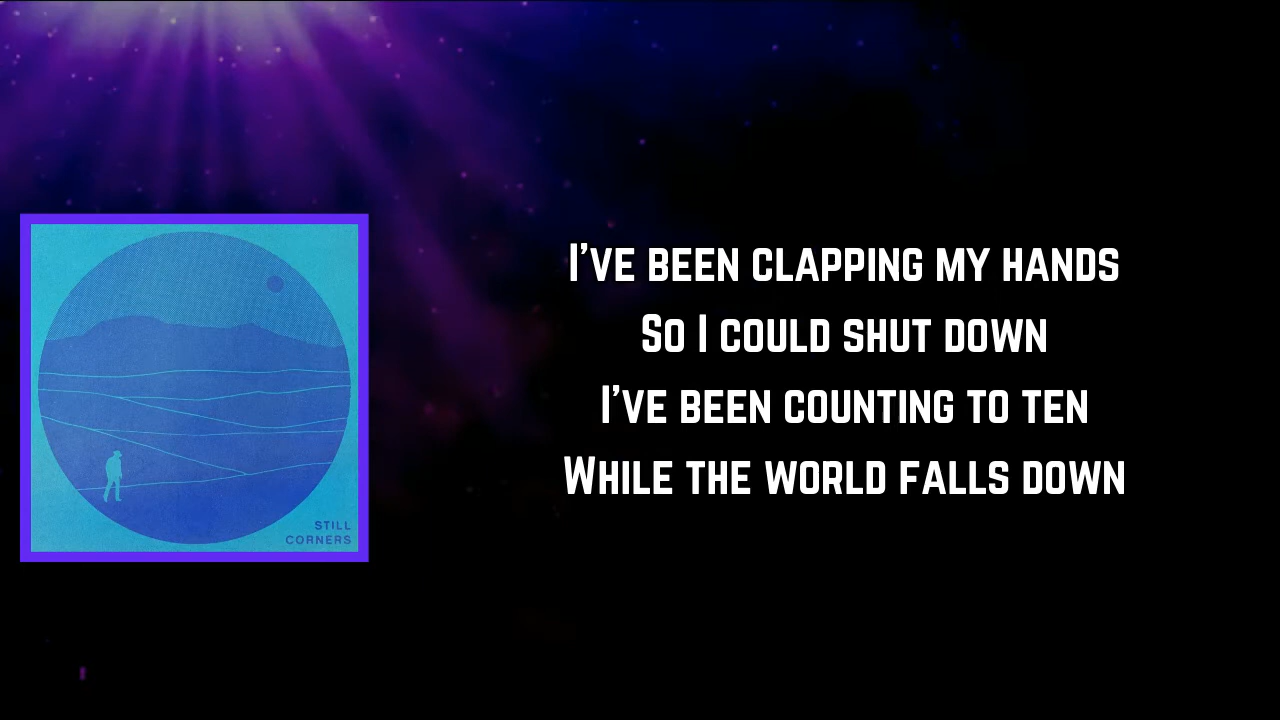 I'VE BEEN CLAPPING MY HANDS
SO I COULD SHUT DOWN
I'VE BEEN COUNTING TO TEN
WHILE THE WORLD FALLS DOWN
STILL
CORNERS